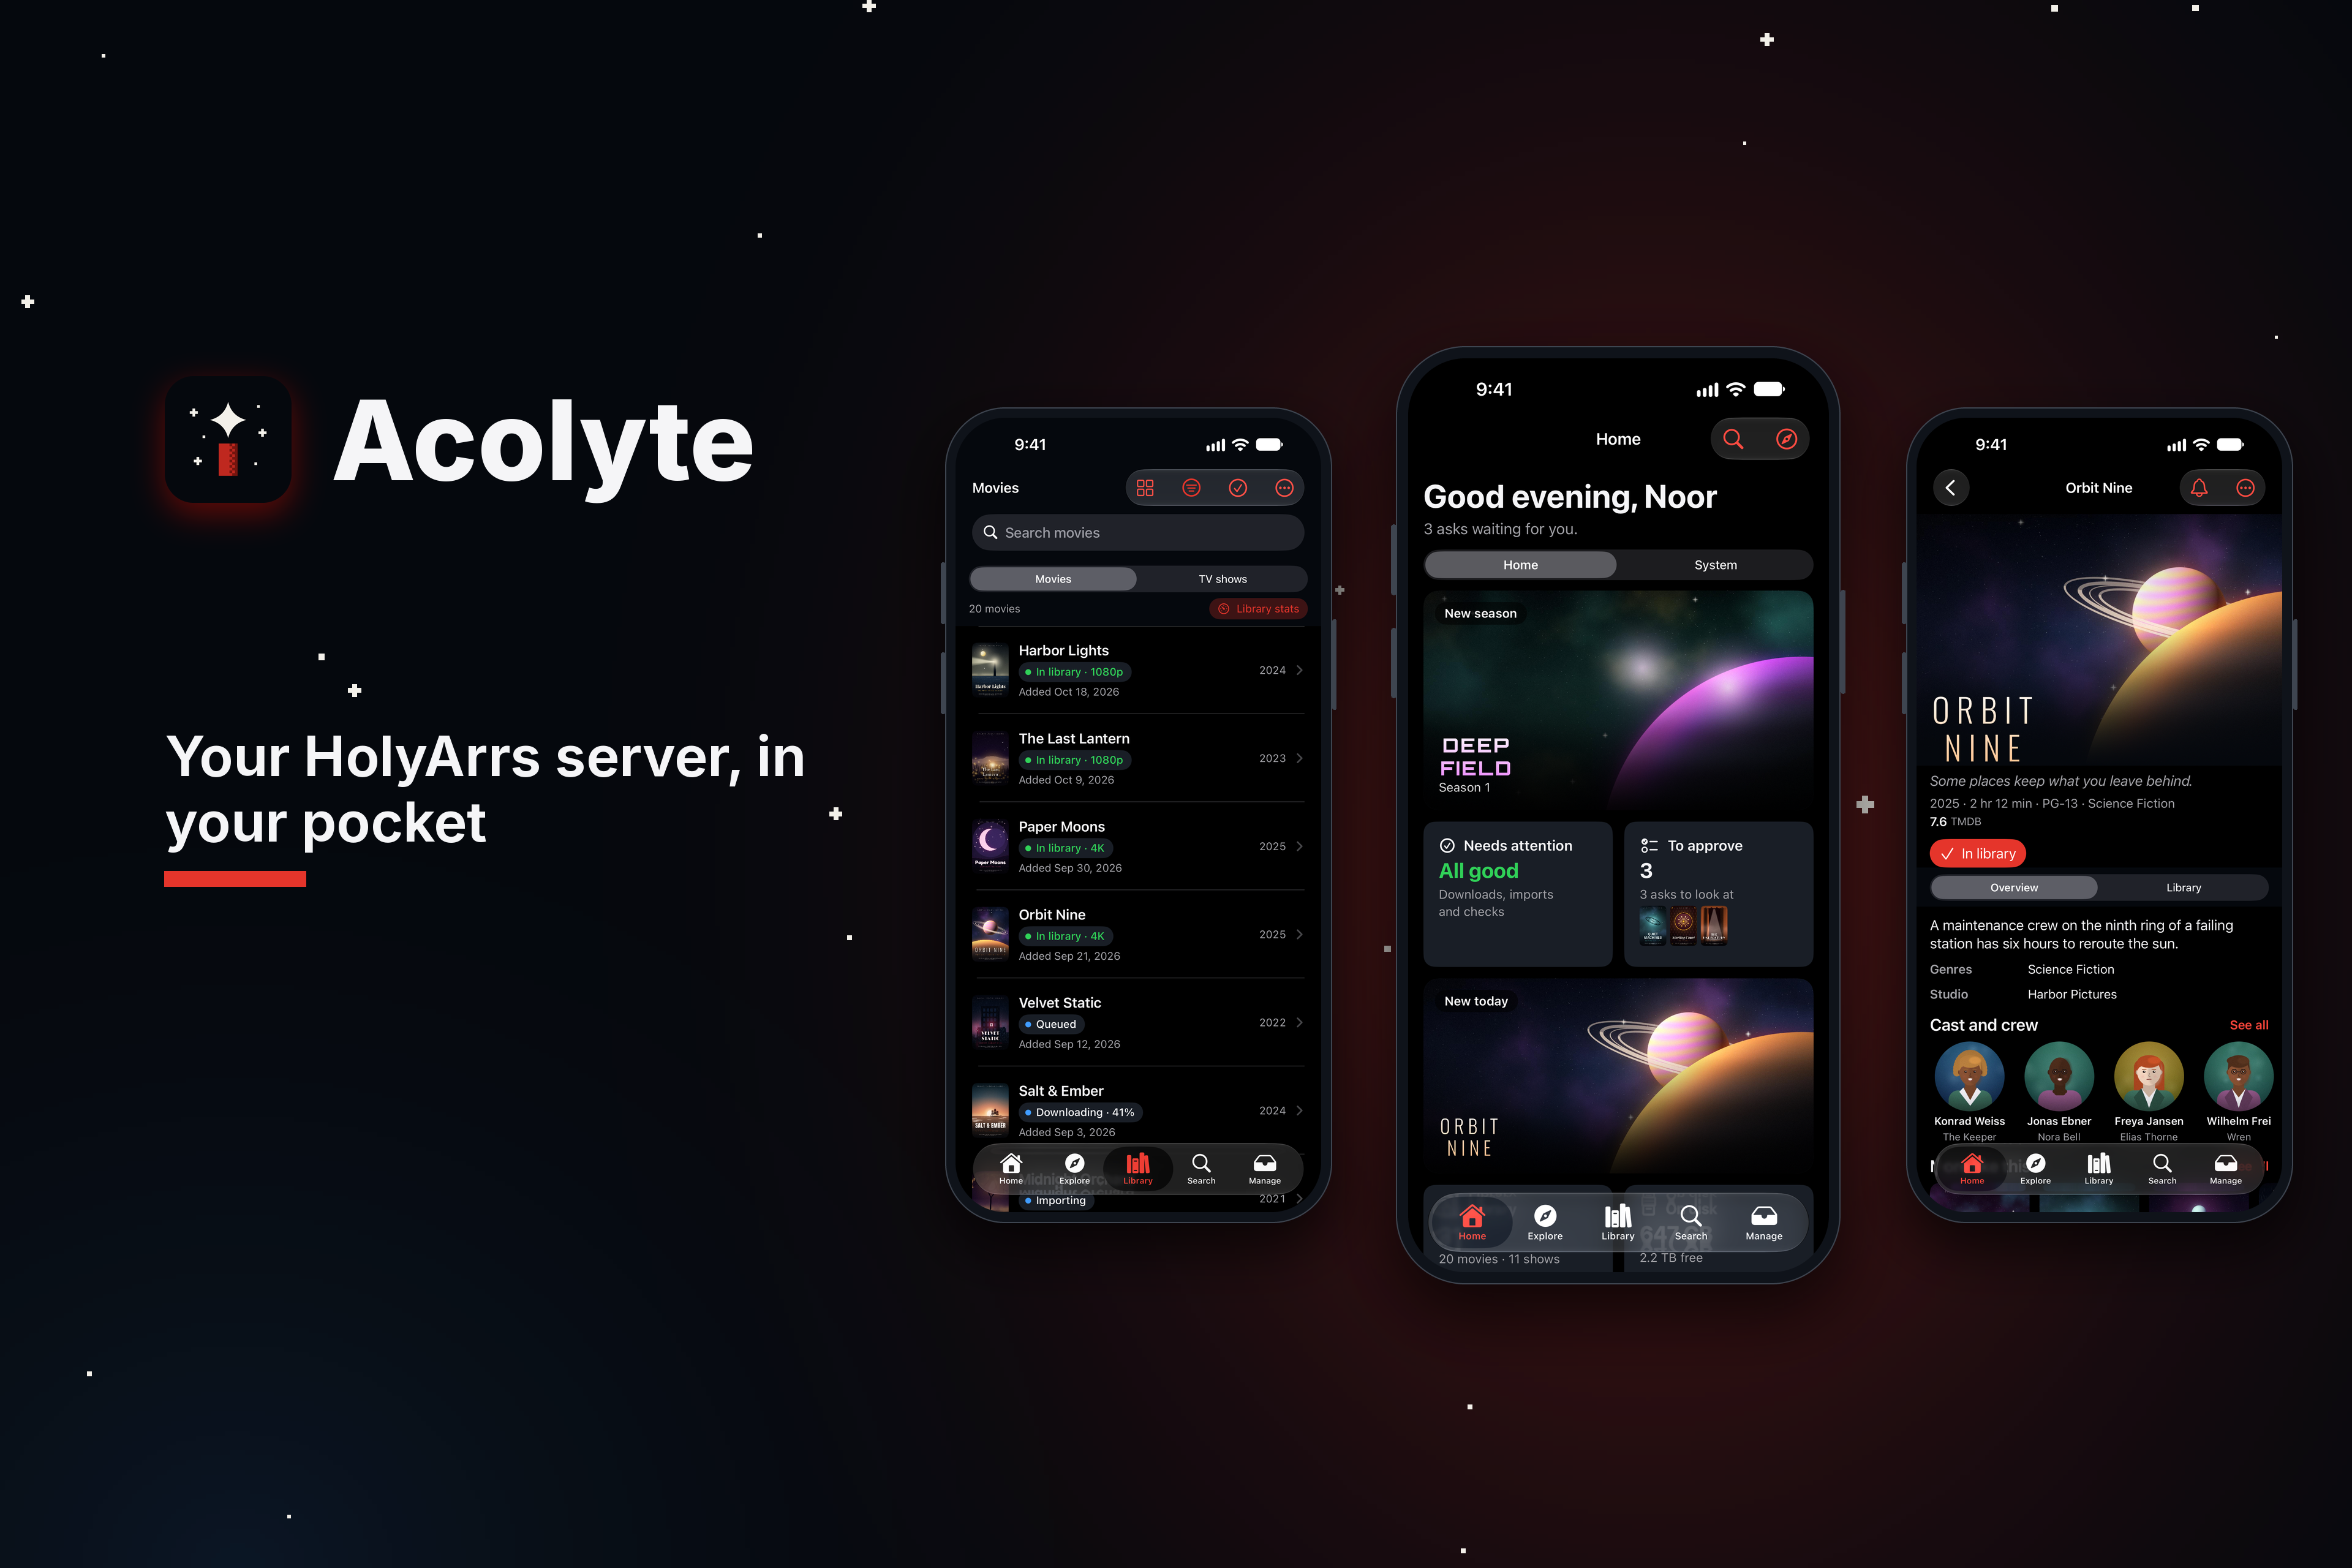 Acolyte
Your HolyArrs server, in
your pocket
9:41
Movies
Search movies
Movies
TV shows
20 movies
Library stats
Harbor Lights
In library · 1080p
Added Oct 18, 2026
2024
The Last Lantern
In library · 1080p
Added Oct 9, 2026
2023
Paper Moons
In library · 4K
Added Sep 30, 2026
2025
Orbit Nine
In library · 4K
Added Sep 21, 2026
2025
Velvet Static
Queued
Added Sep 12, 2026
2022
Salt & Ember
Downloading · 41%
Added Sep 3, 2026
2024
Importing
2021
Home
Explore
Library
Search
Manage
9:41
Home
Good evening, Noor
3 asks waiting for you.
Home
System
New season
DEEP
FIELD
Season 1
Needs attention
All good
Downloads, imports
and checks
To approve
3
3 asks to look at
New today
ORBIT
NINE
Home
Explore
Library
Search
Manage
20 movies · 11 shows
2.2 TB free
9:41
Orbit Nine
ORBIT
NINE
Some places keep what you leave behind.
2025 · 2 hr 12 min · PG-13 · Science Fiction
7.6 TMDB
In library
Overview
Library
A maintenance crew on the ninth ring of a failing
station has six hours to reroute the sun.
Genres
Science Fiction
Studio
Harbor Pictures
Cast and crew
See all
Konrad Weiss
The Keeper
Jonas Ebner
Nora Bell
Freya Jansen
Elias Thorne
Wilhelm Frei
Wren
Home
Explore
Library
Search
Manage